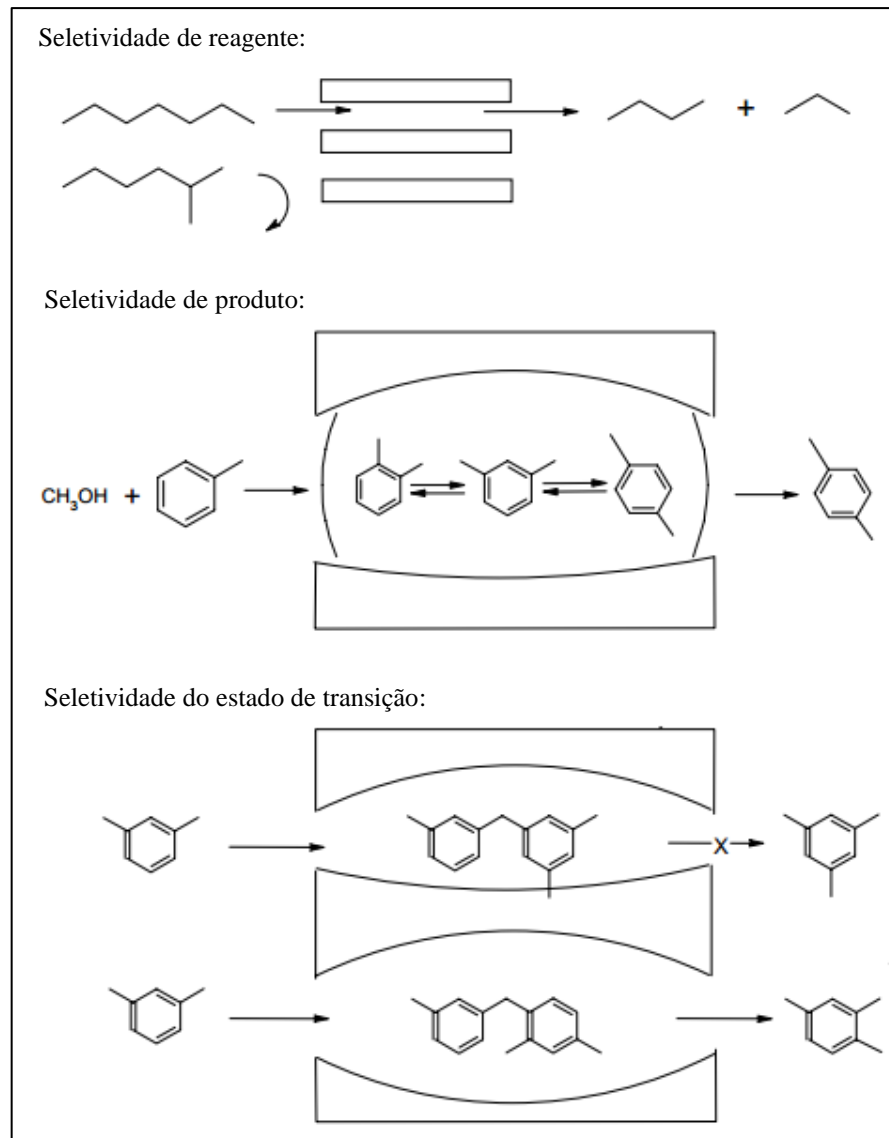 Seletividade de reagente:
+
Seletividade de produto:
CH₃OH +
Seletividade do estado de transição:
X